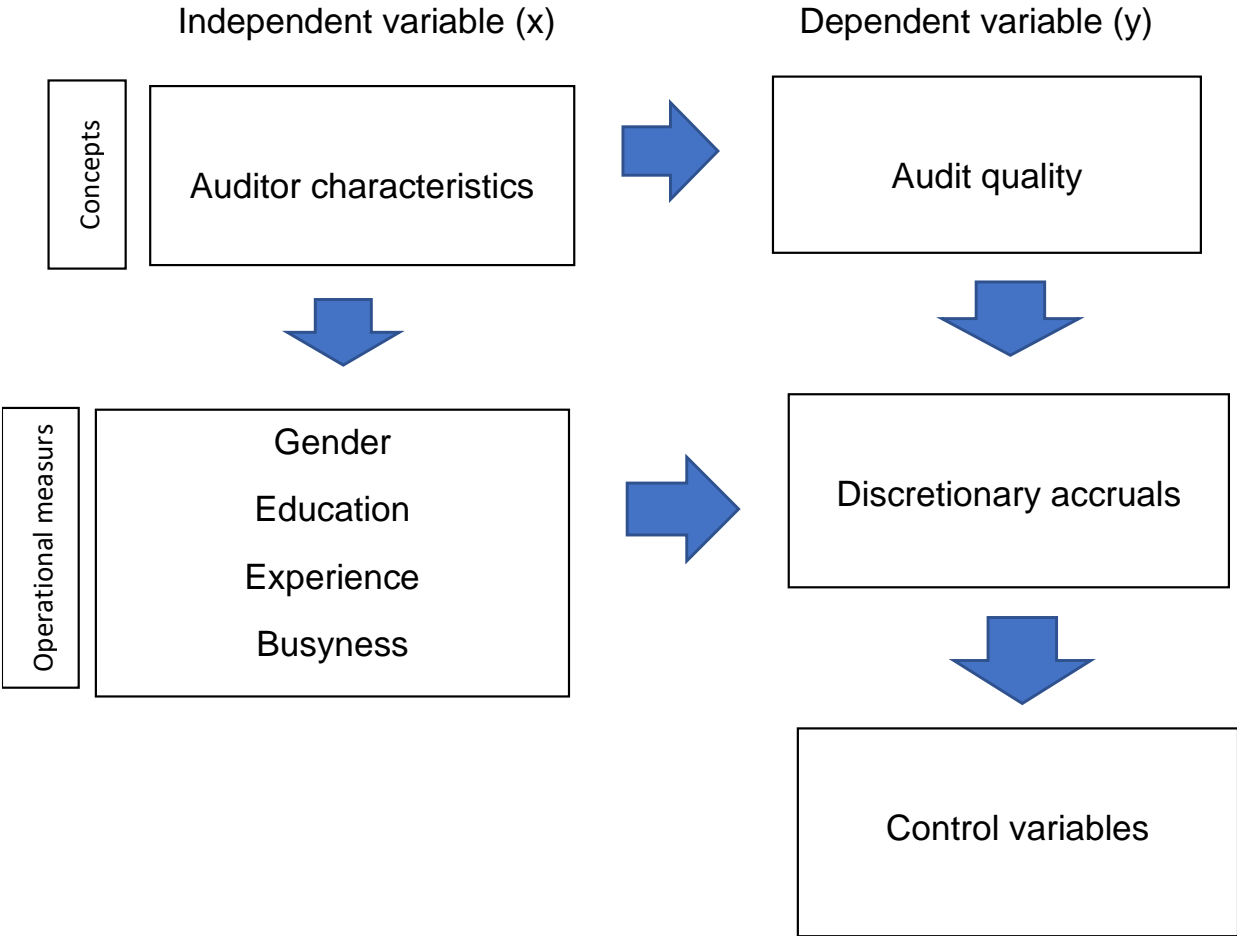 Independent variable (x)
Dependent variable (y)
Concepts
Auditor characteristics
Audit quality
Operational measurs
Gender
Education
Experience
Busyness
Discretionary accruals
Control variables